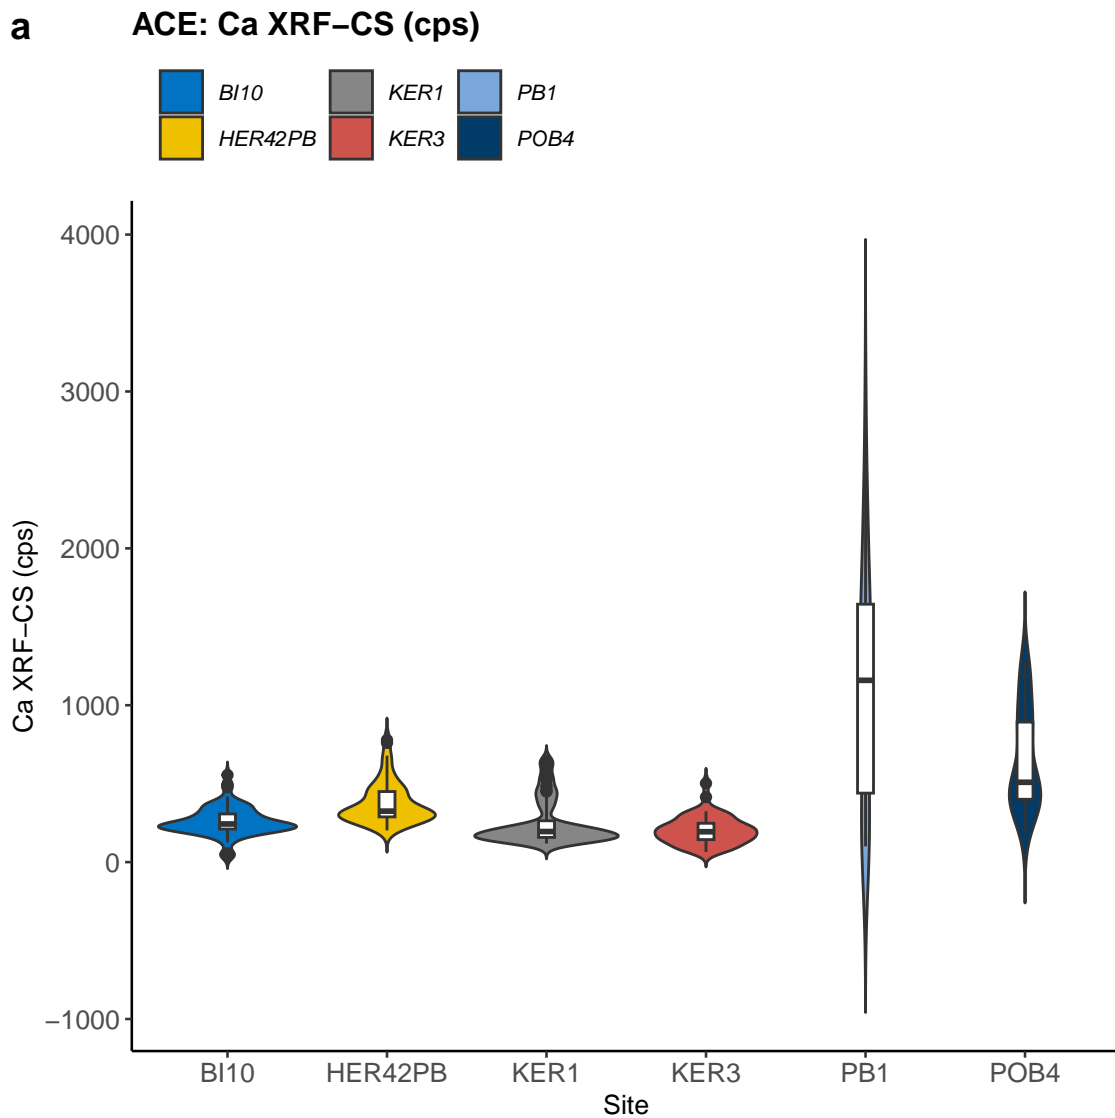 a
ACE: Ca XRF−CS (cps)
BI10
KER1
PB1
HER42PB
KER3
POB4
4000
3000
2000
1000
0
−1000
Ca XRF−CS (cps)
BI10
HER42PB
KER1
KER3
PB1
POB4
Site